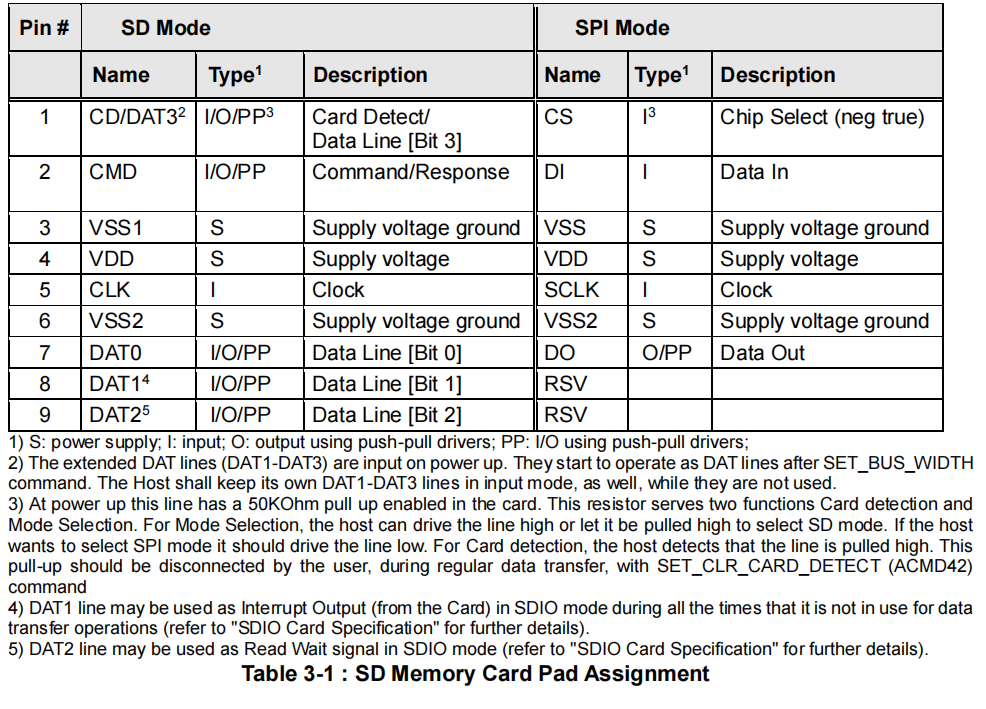 Pin # SD Mode SPI Mode
Name Type¹ Description Name Type¹ Description
1 CD/DAT3² I/O/PP³ Card Detect/ CS I³ Chip Select (neg true)
Data Line [Bit 3]
2 CMD I/O/PP Command/Response DI I Data In
3 VSS1 S Supply voltage ground VSS S Supply voltage ground
4 VDD S Supply voltage VDD S Supply voltage
5 CLK I Clock SCLK I Clock
6 VSS2 S Supply voltage ground VSS2 S Supply voltage ground
7 DAT0 I/O/PP Data Line [Bit 0] DO O/PP Data Out
8 DAT1⁴ I/O/PP Data Line [Bit 1] RSV
9 DAT2⁵ I/O/PP Data Line [Bit 2] RSV
1) S: power supply; I: input; O: output using push-pull drivers; PP: I/O using push-pull drivers;
2) The extended DAT lines (DAT1-DAT3) are input on power up. They start to operate as DAT lines after SET_BUS_WIDTH
command. The Host shall keep its own DAT1-DAT3 lines in input mode, as well, while they are not used.
3) At power up this line has a 50KOhm pull up enabled in the card. This resistor serves two functions Card detection and
Mode Selection. For Mode Selection, the host can drive the line high or let it be pulled high to select SD mode. If the host
wants to select SPI mode it should drive the line low. For Card detection, the host detects that the line is pulled high. This
pull-up should be disconnected by the user, during regular data transfer, with SET_CLR_CARD_DETECT (ACMD42)
command
4) DAT1 line may be used as Interrupt Output (from the Card) in SDIO mode during all the times that it is not in use for data
transfer operations (refer to "SDIO Card Specification" for further details).
5) DAT2 line may be used as Read Wait signal in SDIO mode (refer to "SDIO Card Specification" for further details).
Table 3-1 : SD Memory Card Pad Assignment